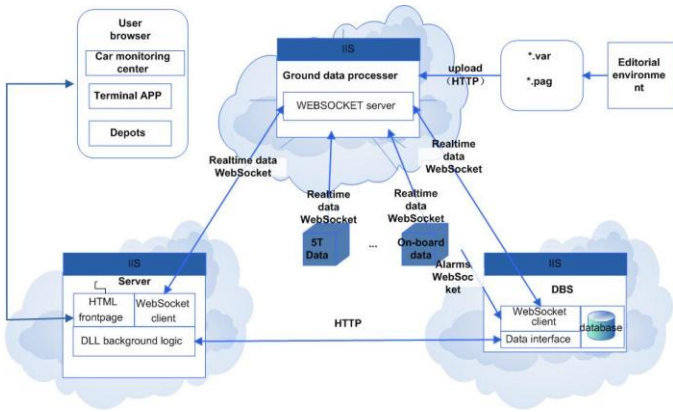 User
browser
Car monitoring
center
Terminal APP
Depots
IIS
Ground data processer
WEBSOCKET server
upload
(HTTP)
*.var
*.pag
Editorial
environme
nt
Realtime data
WebSocket
Realtime
data
WebSocket
Realtime
data
WebSocket
Realtime
data
WebSocket
5T
Data
...
On-board
data
Alarms
WebSoc
ket
IIS
Server
HTML
frontpage
WebSocket
client
DLL background logic
HTTP
IIS
DBS
WebSocket
client
Data interface
database